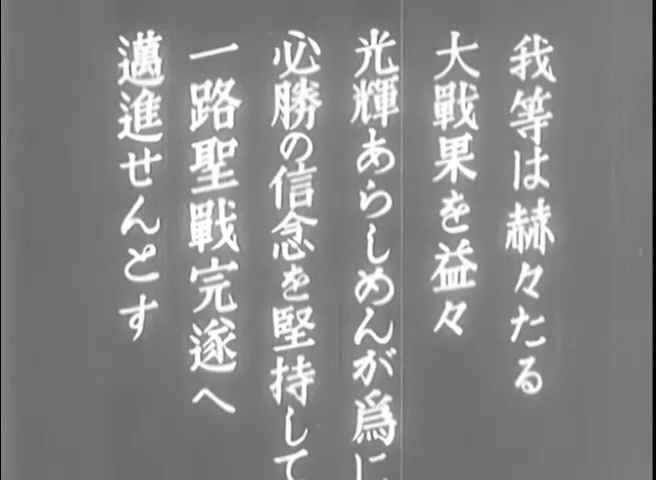 我等は赫々たる
大戰果を益々
光輝あらしめんが爲に
必勝の信念を堅持して
一路聖戰完遂へ
邁進せんとす